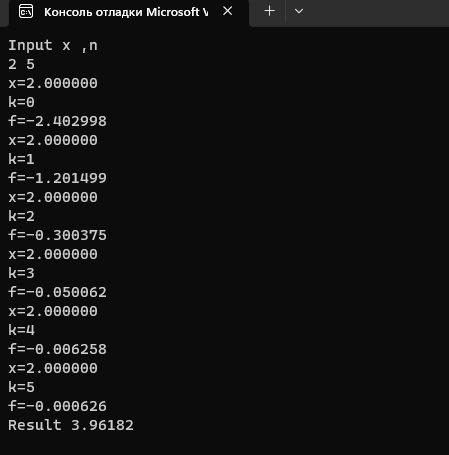 Консоль отладки Microsoft V
Input x ,n
2 5
x=2.000000
k=0
f=-2.402998
x=2.000000
k=1
f=-1.201499
x=2.000000
k=2
f=-0.300375
x=2.000000
k=3
f=-0.050062
x=2.000000
k=4
f=-0.006258
x=2.000000
k=5
f=-0.000626
Result 3.96182